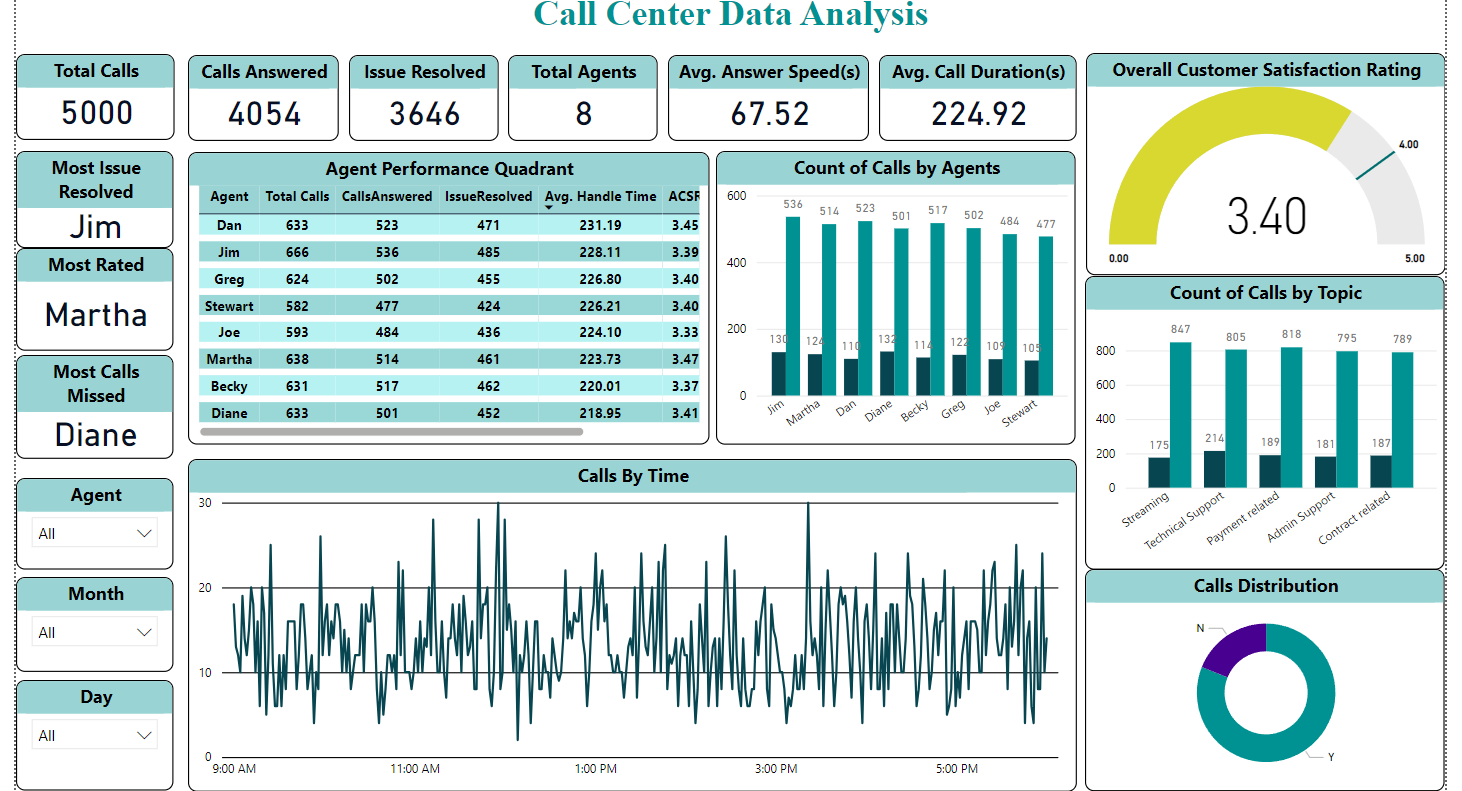 Call Center Data Analysis
Total Calls
5000
Calls Answered
4054
Issue Resolved
3646
Total Agents
8
Avg. Answer Speed(s)
67.52
Avg. Call Duration(s)
224.92
Overall Customer Satisfaction Rating
4.00
3.40
0.00 5.00
Most Issue
Resolved
Jim
Most Rated
Martha
Most Calls
Missed
Diane
Agent
All
Month
All
Day
All
Agent Performance Quadrant
Agent Total Calls CallsAnswered IssueResolved Avg. Handle Time ACSR
Dan 633 523 471 231.19 3.45
Jim 666 536 485 228.11 3.39
Greg 624 502 455 226.80 3.40
Stewart 582 477 424 226.21 3.40
Joe 593 484 436 224.10 3.33
Martha 638 514 461 223.73 3.47
Becky 631 517 462 220.01 3.37
Diane 633 501 452 218.95 3.41
Count of Calls by Agents
600
400
200
0
536 514 523 501 517 502 484 477
130 124 110 132 114 122 109 105
Jim Martha Dan Diane Becky Greg Joe Stewart
Count of Calls by Topic
800
600
400
200
0
847 805 818 795 789
175 214 189 181 187
Streaming Technical Support Payment related Admin Support Contract related
Calls By Time
30
20
10
0
9:00 AM 11:00 AM 1:00 PM 3:00 PM 5:00 PM
Calls Distribution
N
Y